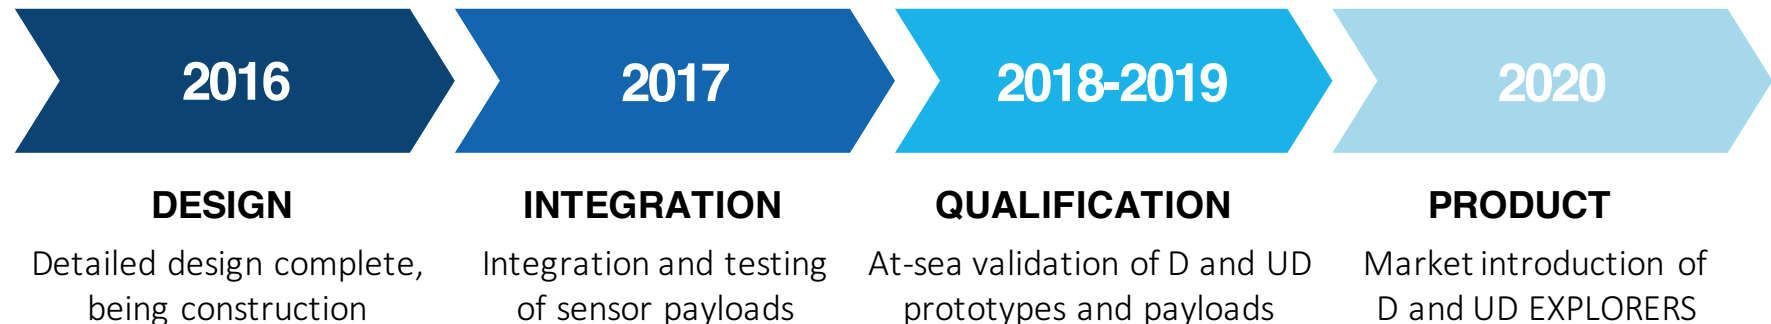 2016
2017
2018-2019
2020
DESIGN
Detailed design complete,
being construction
INTEGRATION
Integration and testing
of sensor payloads
QUALIFICATION
At-sea validation of D and UD
prototypes and payloads
PRODUCT
Market introduction of
D and UD EXPLORERS